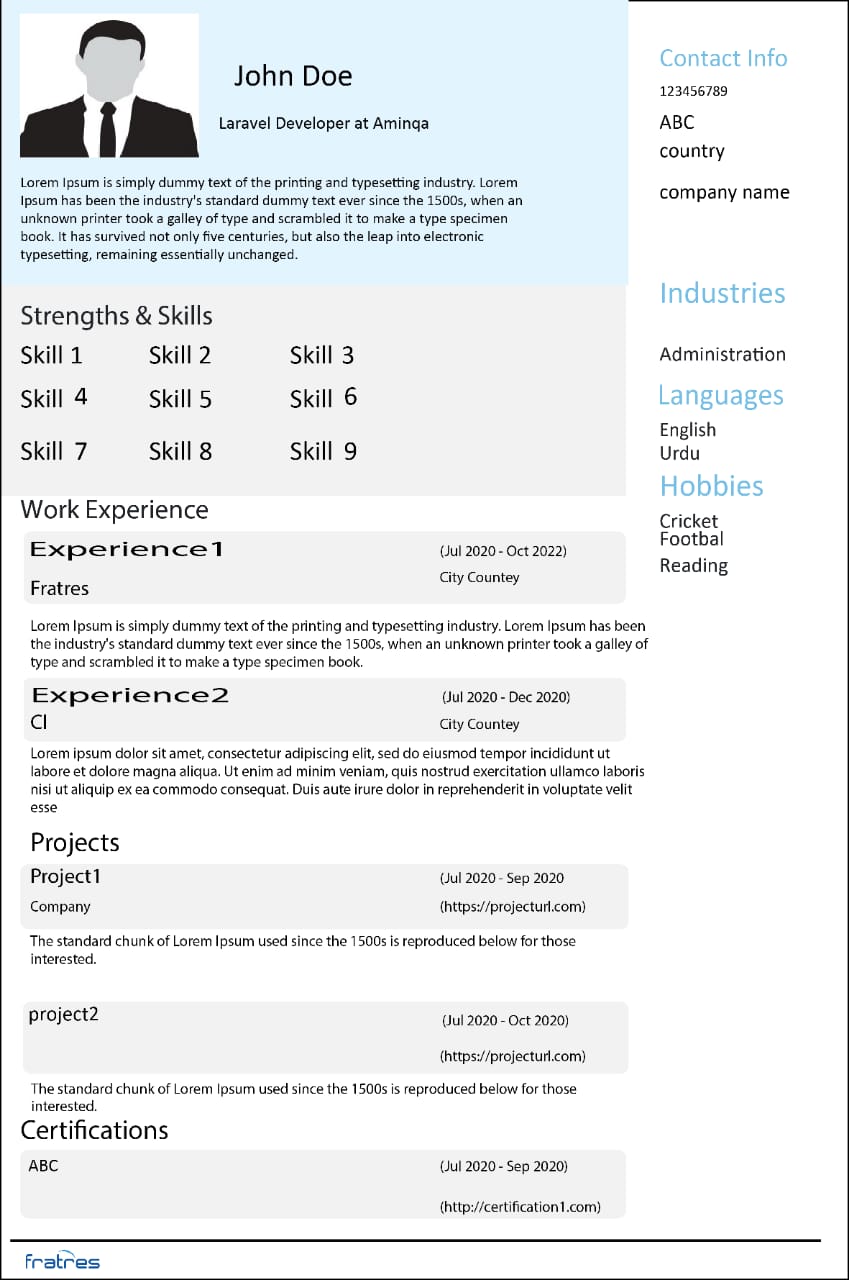 John Doe
Laravel Developer at Aminqa
Lorem Ipsum is simply dummy text of the printing and typesetting industry. Lorem
Ipsum has been the industry's standard dummy text ever since the 1500s, when an
unknown printer took a galley of type and scrambled it to make a type specimen
book. It has survived not only five centuries, but also the leap into electronic
typesetting, remaining essentially unchanged.
Strengths & Skills
Skill 1 Skill 2 Skill 3
Skill 4 Skill 5 Skill 6
Skill 7 Skill 8 Skill 9
Work Experience
Experience1 (Jul 2020 - Oct 2022)
Fratres City Countey
Lorem Ipsum is simply dummy text of the printing and typesetting industry. Lorem Ipsum has been
the industry's standard dummy text ever since the 1500s, when an unknown printer took a galley of
type and scrambled it to make a type specimen book.
Experience2 (Jul 2020 - Dec 2020)
CI City Countey
Lorem ipsum dolor sit amet, consectetur adipiscing elit, sed do eiusmod tempor incididunt ut
labore et dolore magna aliqua. Ut enim ad minim veniam, quis nostrud exercitation ullamco laboris
nisi ut aliquip ex ea commodo consequat. Duis aute irure dolor in reprehenderit in voluptate velit
esse
Projects
Project1 (Jul 2020 - Sep 2020
Company (https://projecturl.com)
The standard chunk of Lorem Ipsum used since the 1500s is reproduced below for those
interested.
project2 (Jul 2020 - Oct 2020)
(https://projecturl.com)
The standard chunk of Lorem Ipsum used since the 1500s is reproduced below for those
interested.
Certifications
ABC (Jul 2020 - Sep 2020)
(http://certification1.com)
Contact Info
123456789
ABC
country
company name
Industries
Administration
Languages
English
Urdu
Hobbies
Cricket
Footbal
Reading
fratres